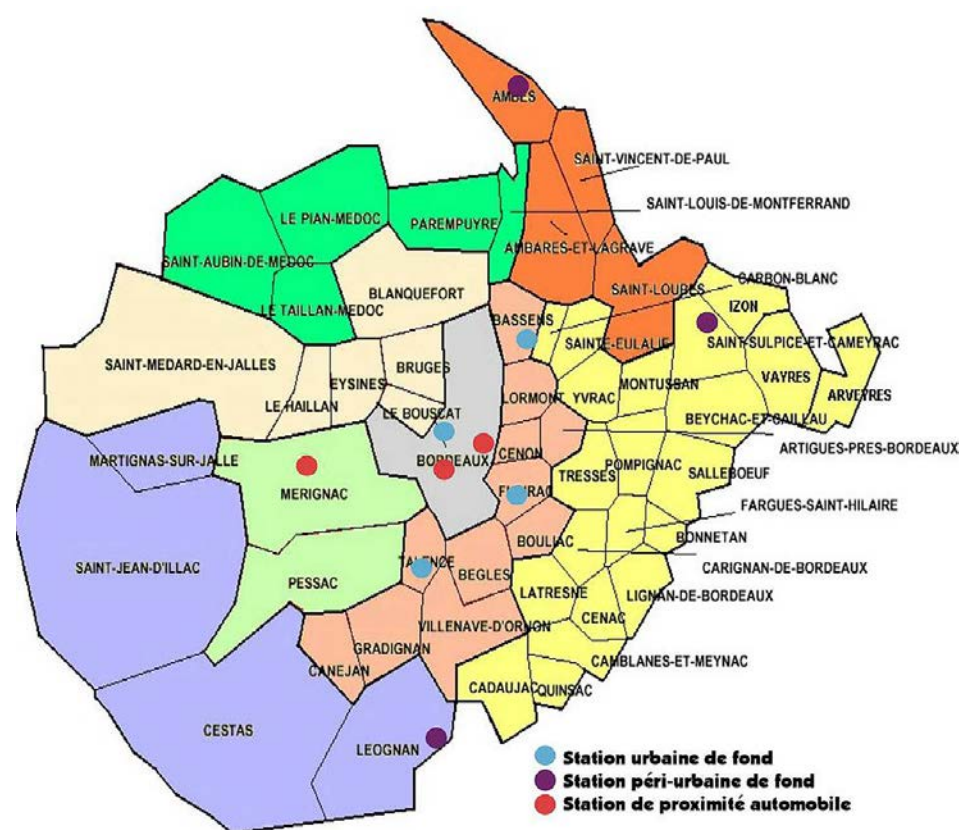 AMBES
SAINT-VINCENT-DE-PAUL
SAINT-LOUIS-DE-MONTFERRAND
LE PIAN-MEDOC
PAREMPUYRE
AMBARES-ET-LAGRAVE
SAINT-AUBIN-DE-MEDOC
CARBON-BLANC
BLANQUEFORT
SAINT-LOUBES
LE TAILLAN-MEDOC
IZON
BASSENS
SAINTE-EULALIE
SAINT-SULPICE-ET-CAMEYRAC
SAINT-MEDARD-EN-JALLES
BRUGES
EYSINES
MONTUSSAN
VAYRES
ARVEYRES
LORMONT
YVRAC
LE HAILLAN
LE BOUSCAT
BEYCHAC-ET-CAILLAU
ARTIGUES-PRES-BORDEAUX
MARTIGNAS-SUR-JALLE
BORDEAUX
CENON
POMPIGNAC
TRESSES
SALLEBOEUF
MERIGNAC
FLOIRAC
FARGUES-SAINT-HILAIRE
BOULIAC
BONNETAN
SAINT-JEAN-D'ILLAC
TALENCE
CARIGNAN-DE-BORDEAUX
PESSAC
BEGLES
LATRESNE
LIGNAN-DE-BORDEAUX
CENAC
VILLENAVE-D'ORNON
GRADIGNAN
CAMBLANES-ET-MEYNAC
CANEJAN
CADAUJAC
QUINSAC
CESTAS
LEOGNAN
Station urbaine de fond
Station péri-urbaine de fond
Station de proximité automobile